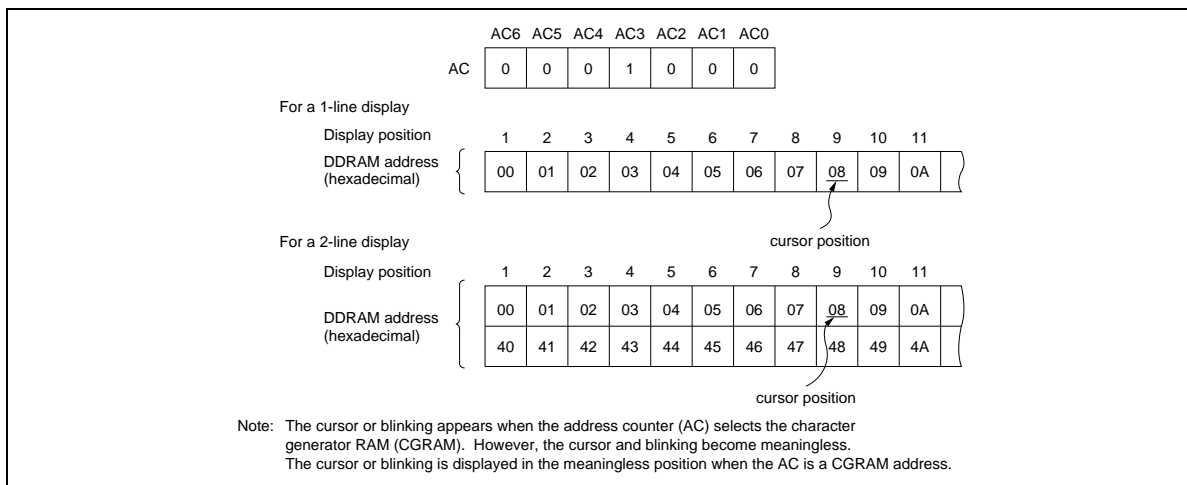 AC6 AC5 AC4 AC3 AC2 AC1 AC0
AC 0 0 0 1 0 0 0
For a 1-line display
Display position 1 2 3 4 5 6 7 8 9 10 11
DDRAM address
(hexadecimal)
00 01 02 03 04 05 06 07 08 09 0A
cursor position
For a 2-line display
Display position 1 2 3 4 5 6 7 8 9 10 11
DDRAM address
(hexadecimal)
00 01 02 03 04 05 06 07 08 09 0A
40 41 42 43 44 45 46 47 48 49 4A
cursor position
Note: The cursor or blinking appears when the address counter (AC) selects the character
generator RAM (CGRAM). However, the cursor and blinking become meaningless.
The cursor or blinking is displayed in the meaningless position when the AC is a CGRAM address.